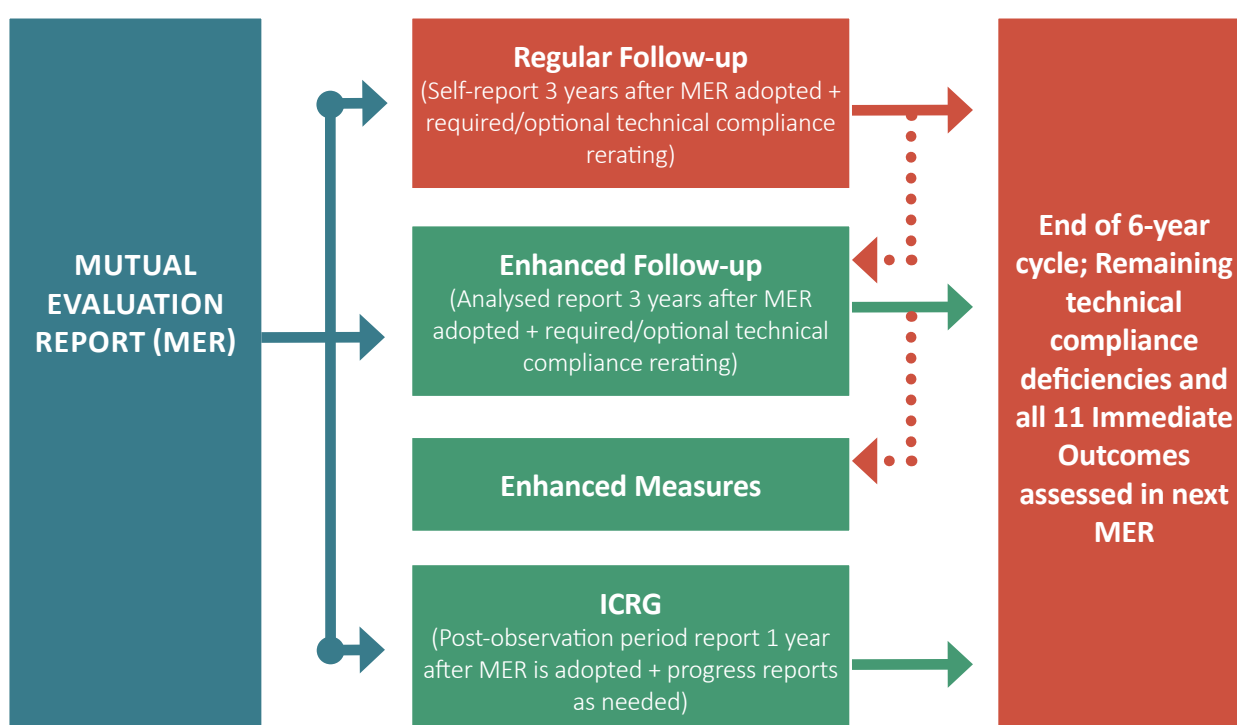 MUTUAL
EVALUATION
REPORT (MER)
Regular Follow-up
(Self-report 3 years after MER adopted +
required/optional technical compliance
rerating)
Enhanced Follow-up
(Analysed report 3 years after MER
adopted + required/optional technical
compliance rerating)
Enhanced Measures
ICRG
(Post-observation period report 1 year
after MER is adopted + progress reports
as needed)
End of 6-year
cycle; Remaining
technical
compliance
deficiencies and
all 11 Immediate
Outcomes
assessed in next
MER